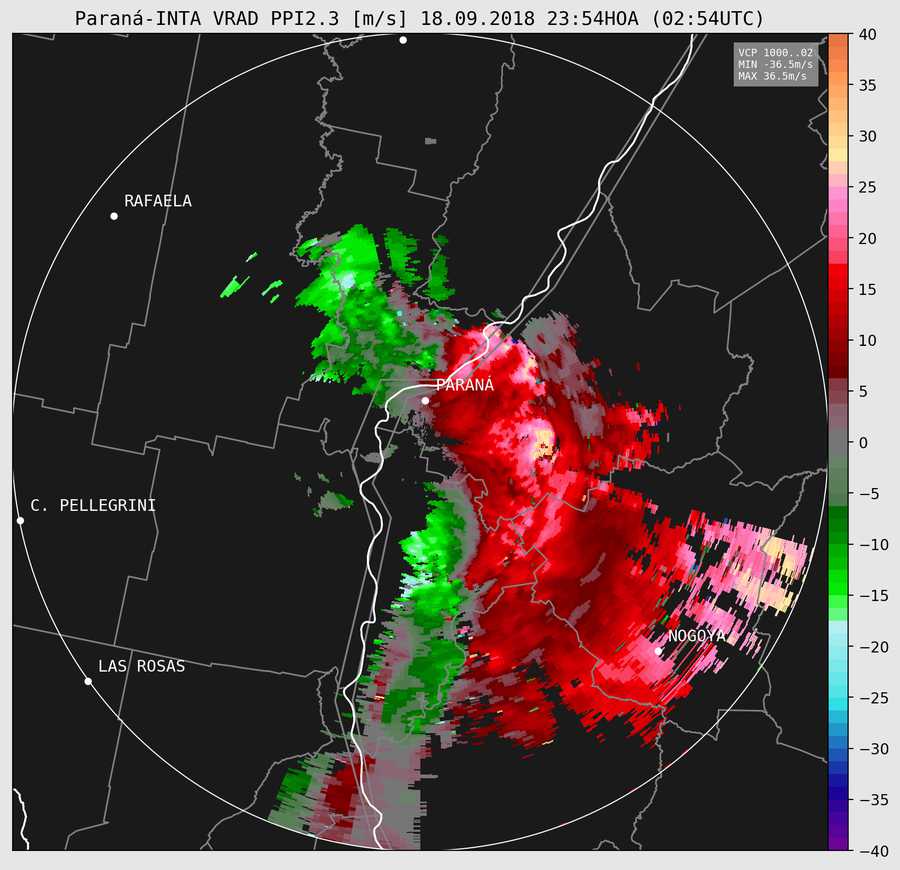 Paraná-INTA VRAD PPI2.3 [m/s] 18.09.2018 23:54HOA (02:54UTC)
VCP 1000..02
MIN -36.5m/s
MAX 36.5m/s
RAFAELA
PARANÁ
C. PELLEGRINI
NOGOYA
LAS ROSAS
40
35
30
25
20
15
10
5
0
−5
−10
−15
−20
−25
−30
−35
−40